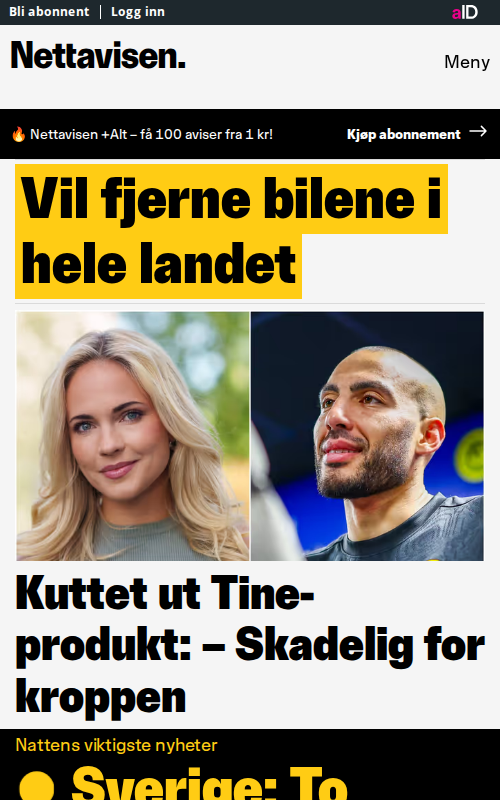 Bli abonnent | Logg inn
aID
Nettavisen.
Meny
🔥 Nettavisen +Alt – få 100 aviser fra 1 kr!
Kjøp abonnement →
Vil fjerne bilene i
hele landet
Kuttet ut Tine-
produkt: – Skadelig for
kroppen
Nattens viktigste nyheter
Sverige: To